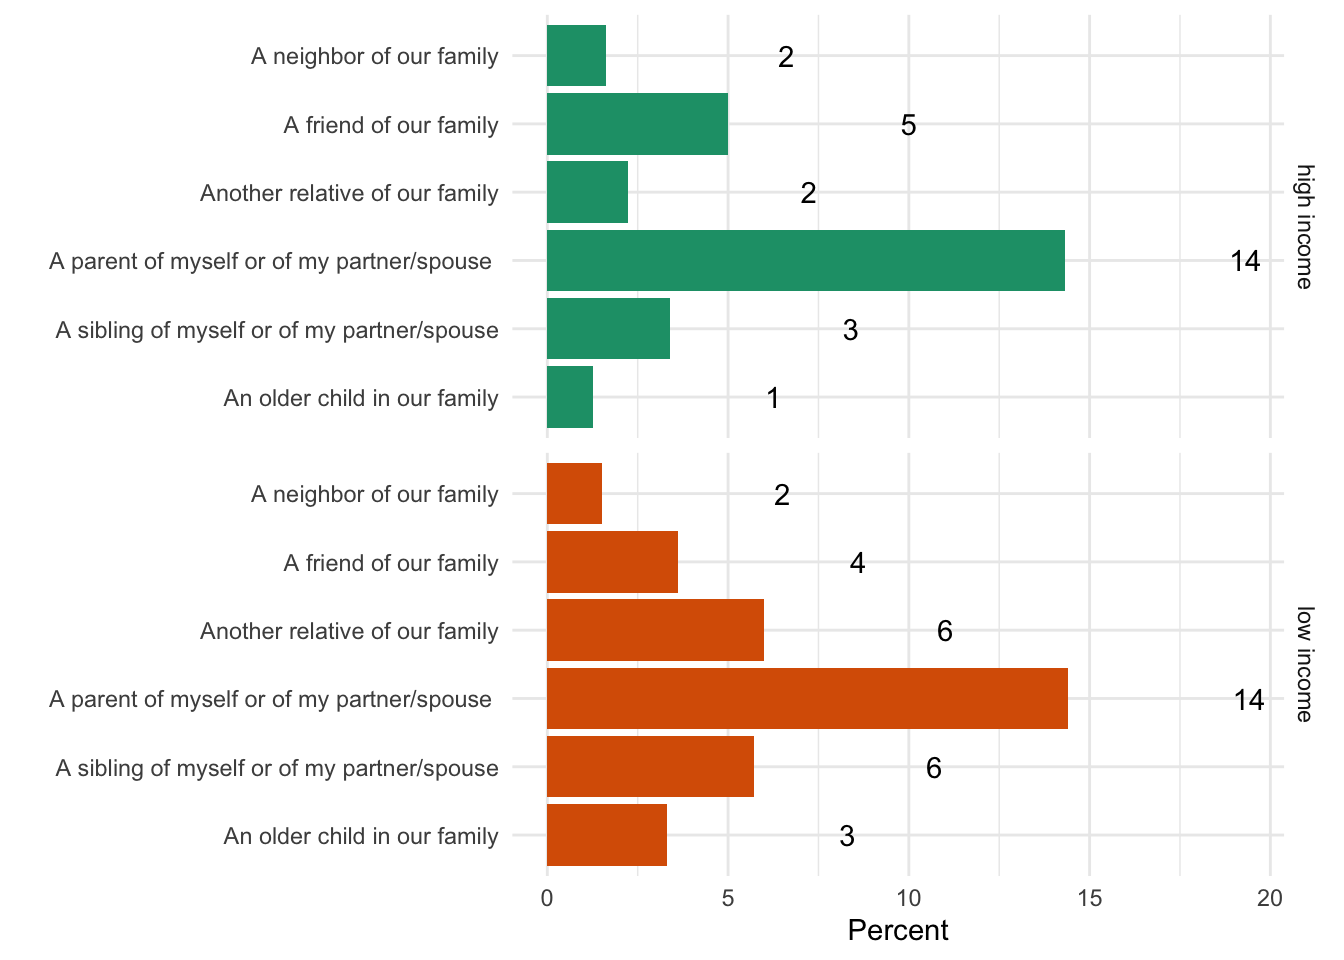 A neighbor of our family 2
A friend of our family 5
Another relative of our family 2
A parent of myself or of my partner/spouse 14
A sibling of myself or of my partner/spouse 3
An older child in our family 1
high income
A neighbor of our family 2
A friend of our family 4
Another relative of our family 6
A parent of myself or of my partner/spouse 14
A sibling of myself or of my partner/spouse 6
An older child in our family 3
low income
0 5 10 15 20
Percent